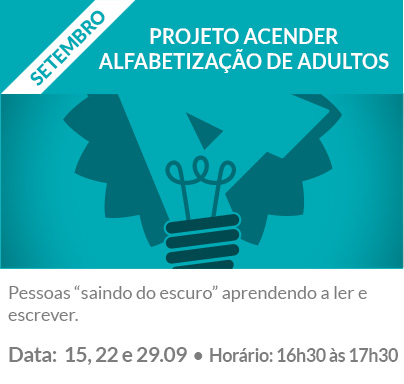 SETEMBRO
PROJETO ACENDER
ALFABETIZAÇÃO DE ADULTOS
Pessoas “saindo do escuro” aprendendo a ler e
escrever.
Data: 15, 22 e 29.09 • Horário: 16h30 às 17h30